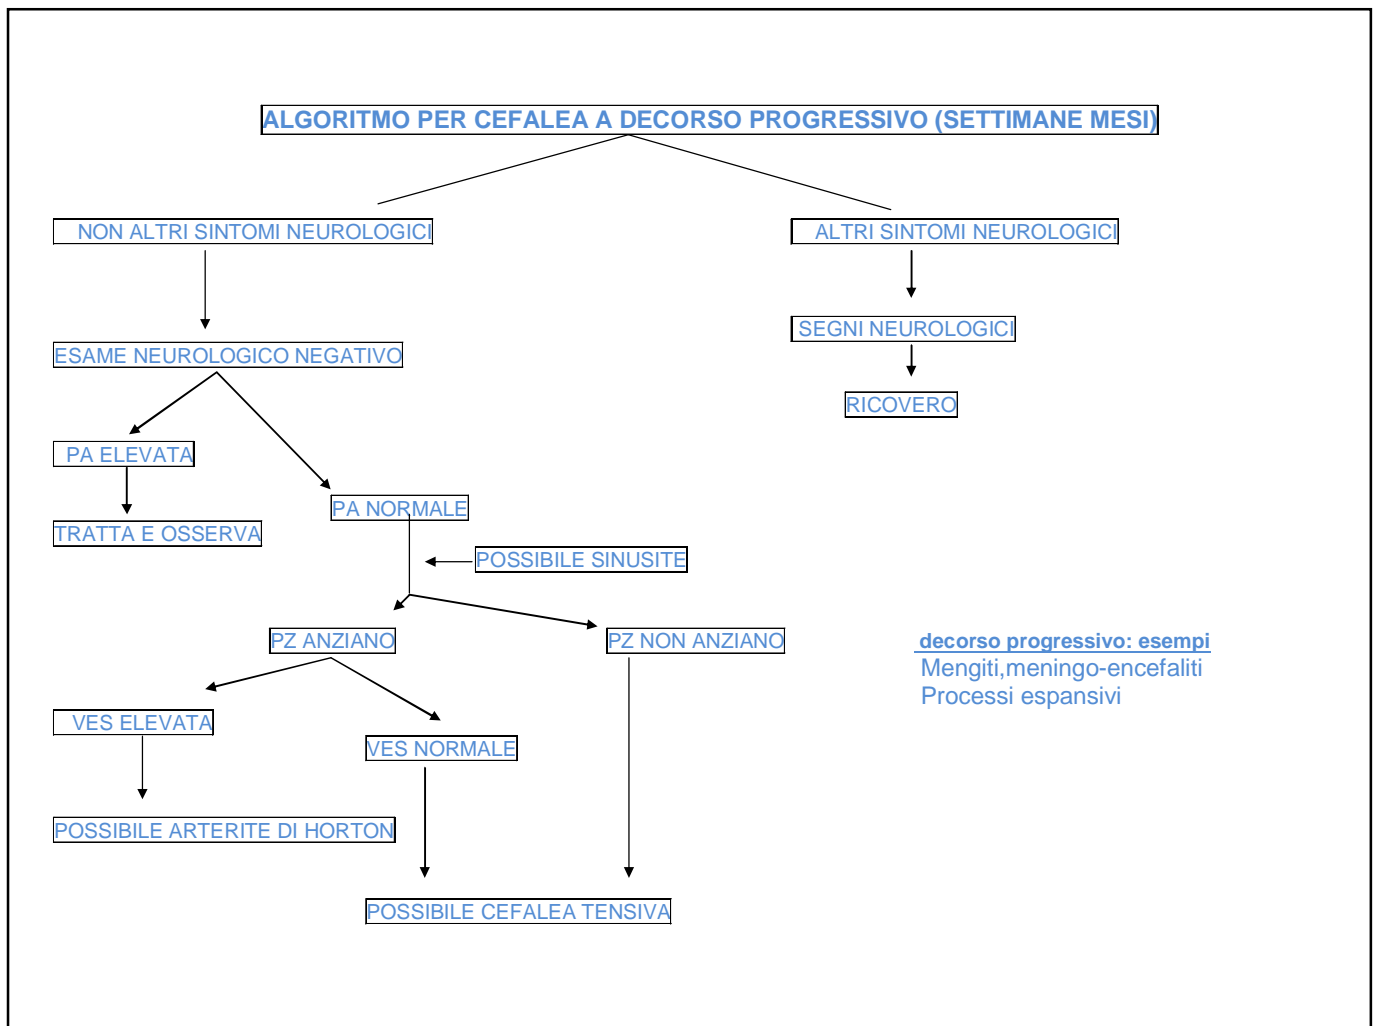 ALGORITMO PER CEFALEA A DECORSO PROGRESSIVO (SETTIMANE MESI)
NON ALTRI SINTOMI NEUROLOGICI
ALTRI SINTOMI NEUROLOGICI
SEGNI NEUROLOGICI
ESAME NEUROLOGICO NEGATIVO
RICOVERO
PA ELEVATA
PA NORMALE
TRATTA E OSSERVA
POSSIBILE SINUSITE
PZ ANZIANO
PZ NON ANZIANO
decorso progressivo: esempi
Mengiti,meningo-encefaliti
Processi espansivi
VES ELEVATA
VES NORMALE
POSSIBILE ARTERITE DI HORTON
POSSIBILE CEFALEA TENSIVA